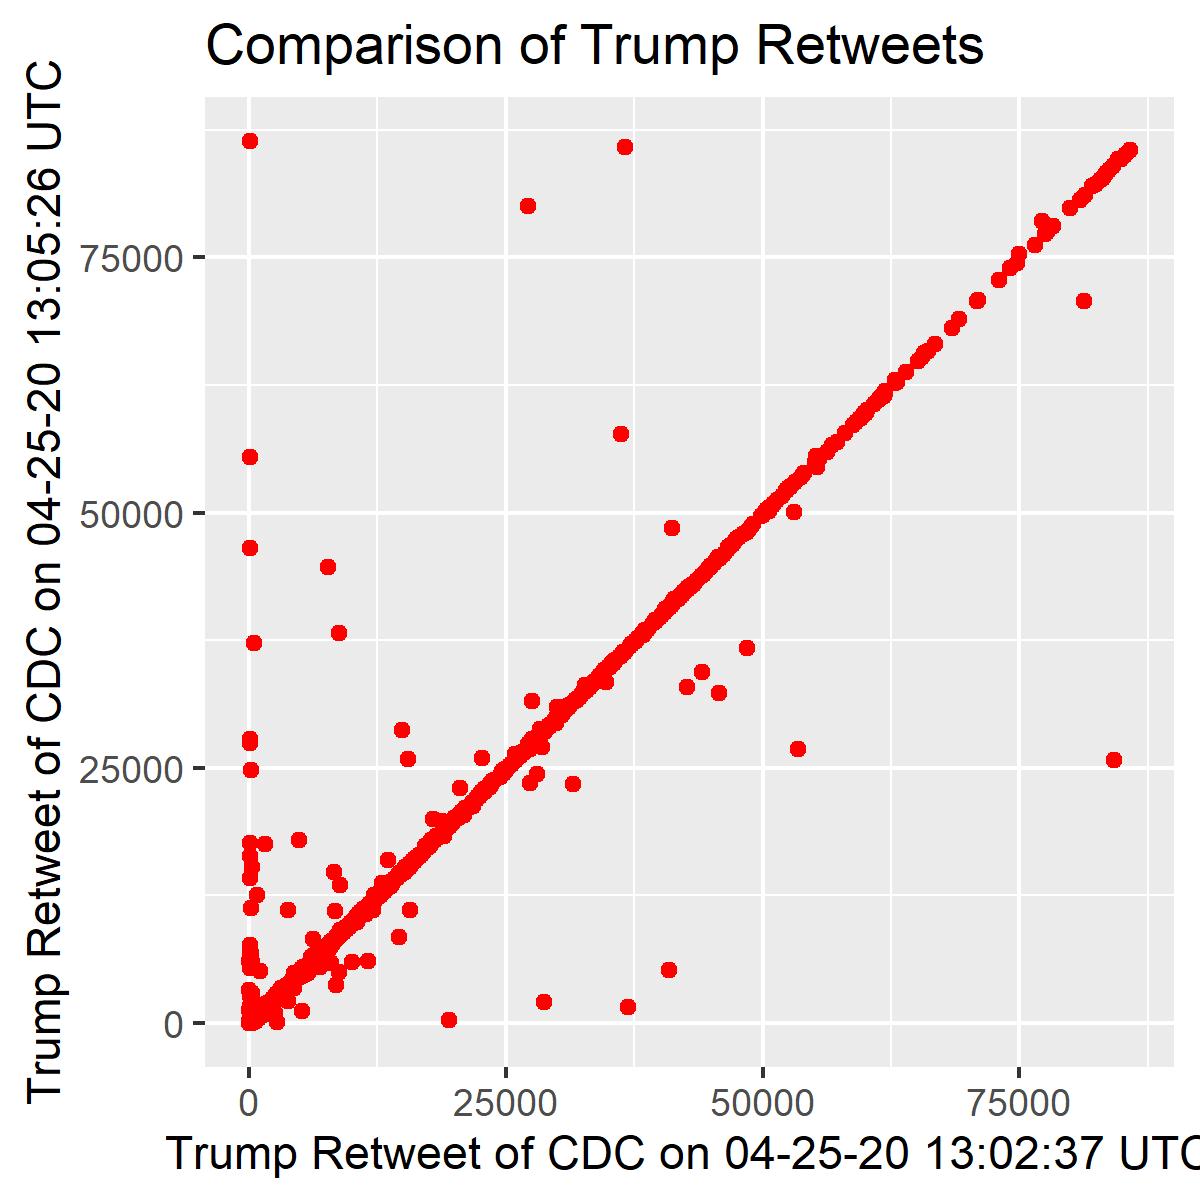 Comparison of Trump Retweets
Trump Retweet of CDC on 04-25-20 13:05:26 UTC
75000
50000
25000
0
0 25000 50000 75000
Trump Retweet of CDC on 04-25-20 13:02:37 UTC